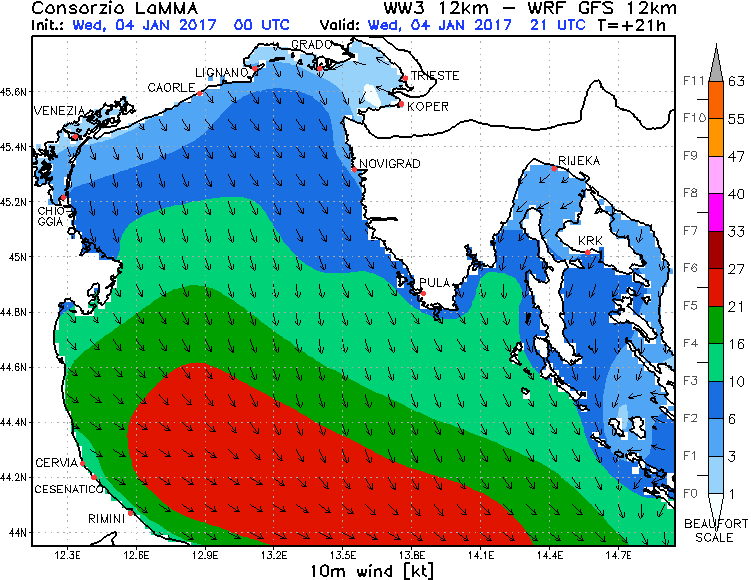 Consorzio LaMMA WW3 12km – WRF GFS 12km
Init.: Wed, 04 JAN 2017 00 UTC Valid: Wed, 04 JAN 2017 21 UTC T=+21h
GRADO
LIGNANO
TRIESTE
CAORLE
KOPER
VENEZIA
NOVIGRAD
RIJEKA
CHIOGGIA
KRK
PULA
CERVIA
CESENATICO
RIMINI
45.6N
45.4N
45.2N
45N
44.8N
44.6N
44.4N
44.2N
44N
12.3E 12.6E 12.9E 13.2E 13.5E 13.8E 14.1E 14.4E 14.7E
10m wind [kt]
F11 63
F10 55
F9 47
F8 40
F7 33
F6 27
F5 21
F4 16
F3 10
F2 6
F1 3
F0 1
BEAUFORT
SCALE